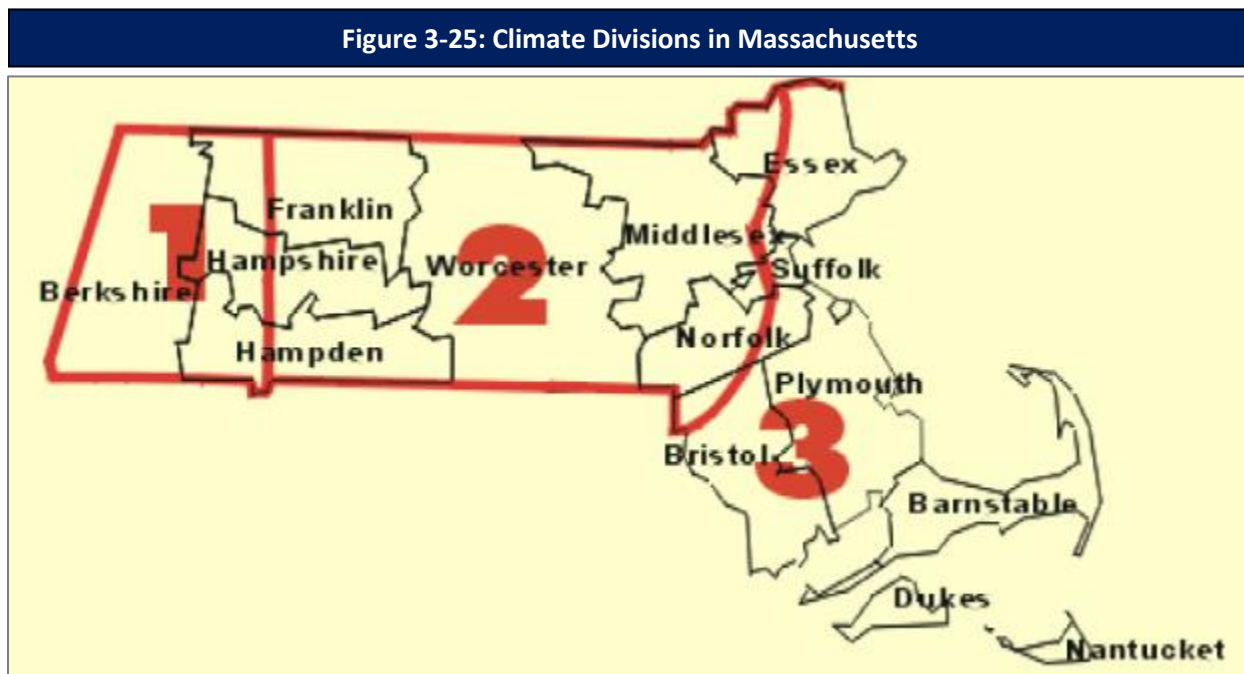 Figure 3-25: Climate Divisions in Massachusetts
Essex
Franklin
1
2
Middlesex
Hampshire
Worcester
Suffolk
Berkshire
Norfolk
Hampden
Plymouth
3
Bristol
Barnstable
Dukes
Nantucket